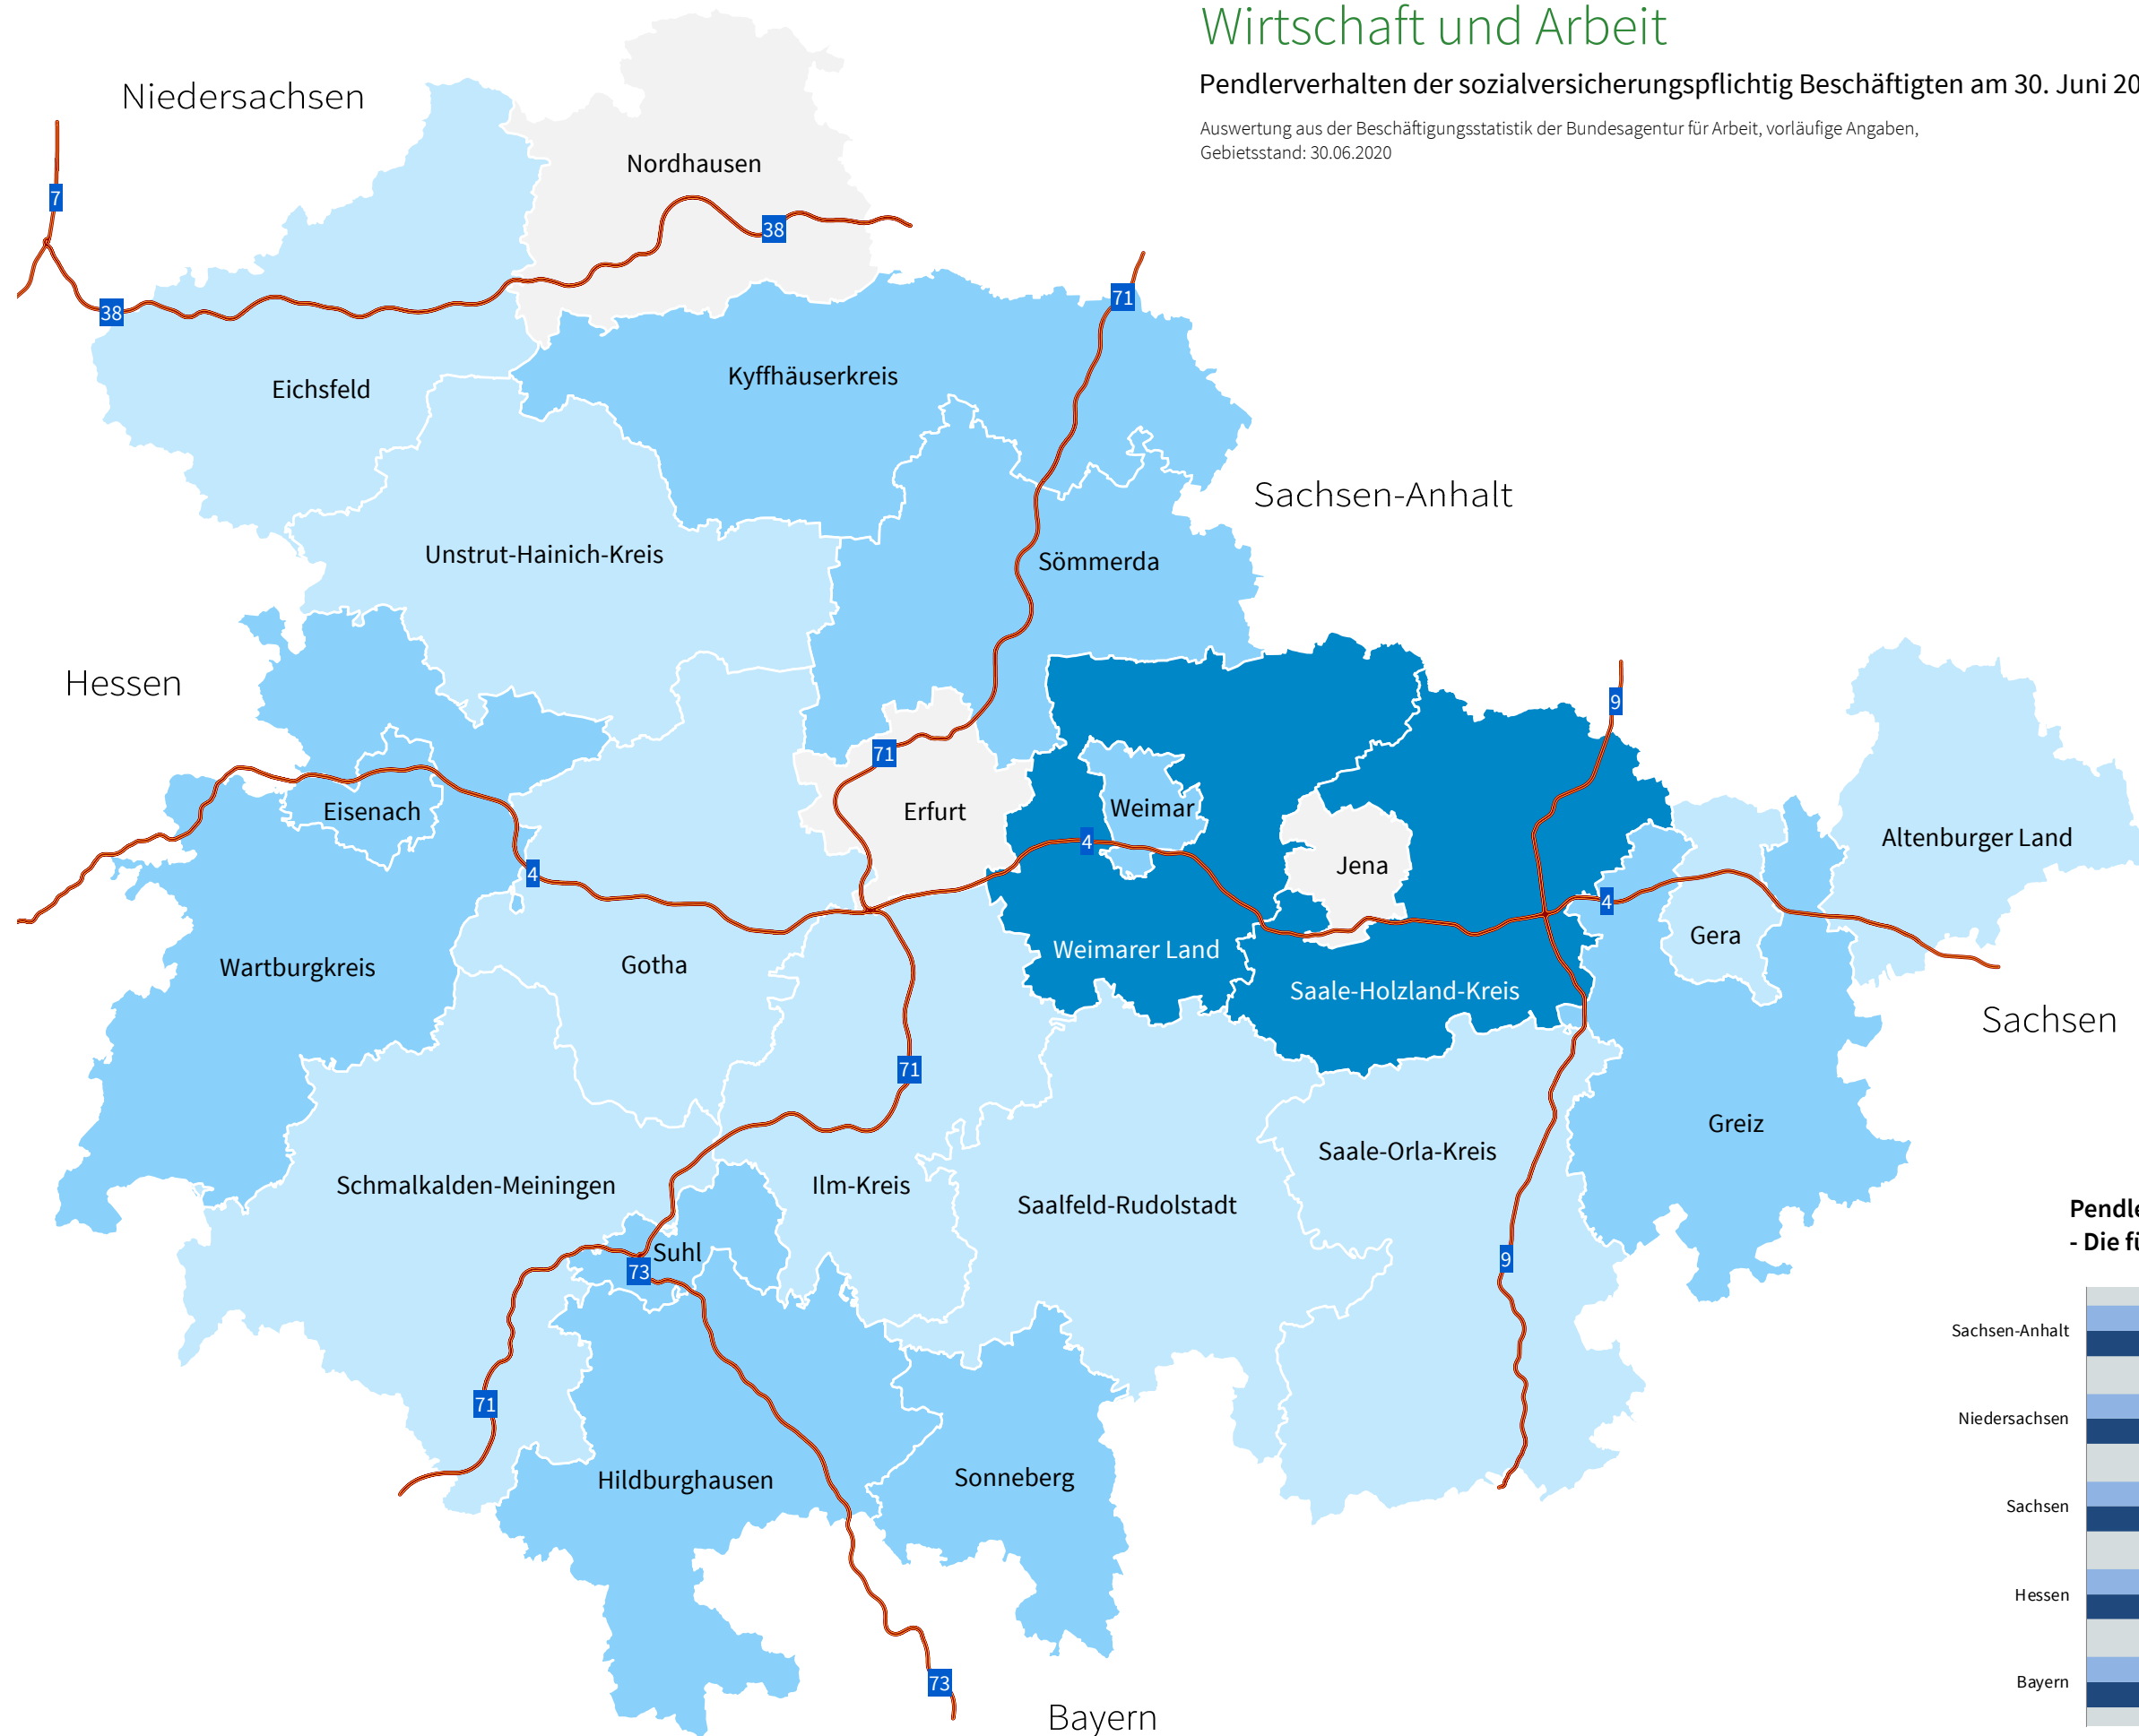 Wirtschaft und Arbeit
Pendlerverhalten der sozialversicherungspflichtig Beschäftigten am 30. Juni 20
Auswertung aus der Beschäftigungsstatistik der Bundesagentur für Arbeit, vorläufige Angaben,
Gebietsstand: 30.06.2020
Niedersachsen
Nordhausen
7
38
38
71
Eichsfeld
Kyffhäuserkreis
Sachsen-Anhalt
Unstrut-Hainich-Kreis
Sömmerda
Hessen
9
71
Eisenach
Erfurt
Weimar
4
Jena
Altenburger Land
4
4
Gera
Wartburgkreis
Gotha
Weimarer Land
Saale-Holzland-Kreis
Sachsen
71
Greiz
Saale-Orla-Kreis
Schmalkalden-Meiningen
Ilm-Kreis
Saalfeld-Rudolstadt
Suhl
73
9
71
Hildburghausen
Sonneberg
73
Bayern
Pendle
- Die fü
Sachsen-Anhalt
Niedersachsen
Sachsen
Hessen
Bayern